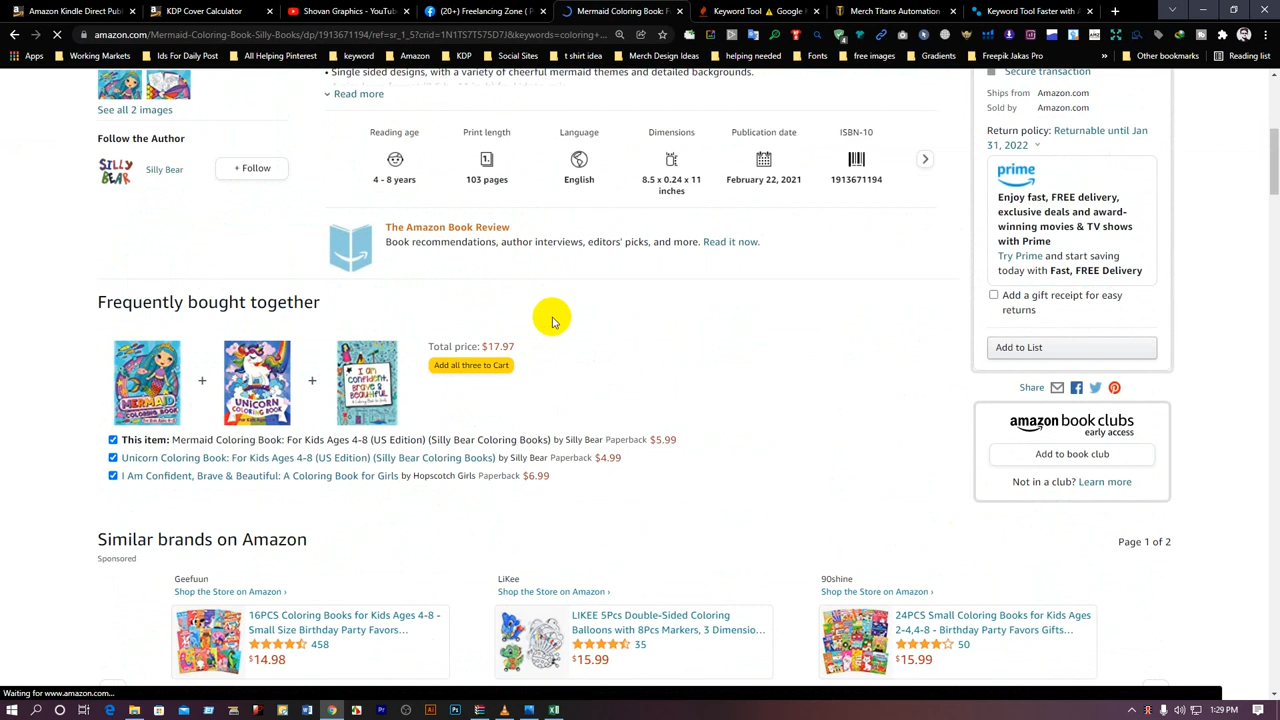 Amazon Kindle Direct Publ
KDP Cover Calculator
Shovan Graphics - YouTube
(20+) Freelancing Zone (
Mermaid Coloring Book: F
Keyword Tool
Google
Merch Titans Automation
Keyword Faster with
amazon.com/Mermaid-Coloring-Book-Silly-Books/dp/1913671194/ref=sr_1_5?crid=1N1TS7T575D7J&keywords=coloring+...
Apps
Working Markets
Ids For Daily Post
Daily Works
keyword
Amazon
KDP
Social Sites
t shirt idea
Merch Design Ideas
helping needed
Fonts
free images
Gradients
Freepik Jakas Pro
Other bookmarks
Reading list
• Single sided designs, with a variety of cheerful mermaid themes and detailed backgrounds.
Read more
See all 2 images
Follow the Author
SILLY BEAR
Silly Bear
+ Follow
Reading age
Print length
Language
Dimensions
Publication date
ISBN-10
4 - 8 years
103 pages
English
8.5 x 0.24 x 11
inches
February 22, 2021
1913671194
The Amazon Book Review
Book recommendations, author interviews, editors' picks, and more. Read it now.
Secure transaction
Ships from Amazon.com
Sold by Amazon.com
Return policy: Returnable until Jan
31, 2022
prime
Enjoy fast, FREE delivery,
exclusive deals and award-
winning movies & TV shows
with Prime
Try Prime and start saving
today with Fast, FREE Delivery
Add a gift receipt for easy
returns
Add to List
Share
amazon book clubs
early access
Add to book club
Not in a club? Learn more
Frequently bought together
MERMAID
COLORING BOOK
+
UNICORN
COLORING BOOK
+
I am
confident,
Brave &
Beautiful
Total price: $17.97
Add all three to Cart
This item: Mermaid Coloring Book: For Kids Ages 4-8 (US Edition) (Silly Bear Coloring Books) by Silly Bear Paperback $5.99
Unicorn Coloring Book: For Kids Ages 4-8 (US Edition) (Silly Bear Coloring Books) by Silly Bear Paperback $4.99
I Am Confident, Brave & Beautiful: A Coloring Book for Girls by Hopscotch Girls Paperback $6.99
Similar brands on Amazon
Page 1 of 2
Sponsored
Geefuun
Shop the Store on Amazon ›
16PCS Coloring Books for Kids Ages 4-8 -
Small Size Birthday Party Favors...
458
$14.98
LiKee
Shop the Store on Amazon ›
LIKEE 5Pcs Double-Sided Coloring
Balloons with 8Pcs Markers, 3 Dimensio...
35
$15.99
90shine
Shop the Store on Amazon ›
24PCS Small Coloring Books for Kids Ages
2-4,4-8 - Birthday Party Favors Gifts...
50
$15.99
Waiting for www.amazon.com...
1:29 PM